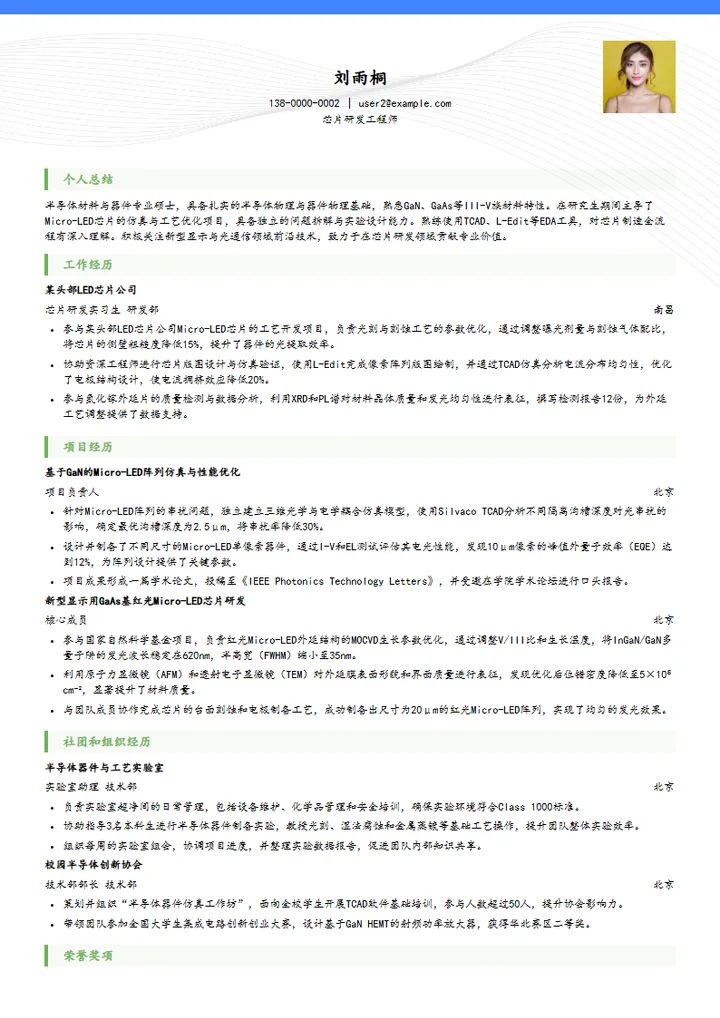 刘雨桐
138-0000-0002 | user2@example.com
芯片研发工程师
个人总结
半导体材料与器件专业硕士，具备扎实的半导体物理与器件物理基础，熟悉GaN、GaAs等III-V族材料特性。在研究生期间主导了
Micro-LED芯片的仿真与工艺优化项目，具备独立的问题拆解与实验设计能力。熟练使用TCAD、L-Edit等EDA工具，对芯片制造全流
程有深入理解。积极关注新型显示与光通信领域前沿技术，致力于在芯片研发领域贡献专业价值。
工作经历
某头部LED芯片公司
芯片研发实习生 研发部 南昌
• 参与某头部LED芯片公司Micro-LED芯片的工艺开发项目，负责光刻与刻蚀工艺的参数优化，通过调整曝光剂量与刻蚀气体配比，
将芯片的侧壁粗糙度降低15%，提升了器件的光提取效率。
• 协助资深工程师进行芯片版图设计与仿真验证，使用L-Edit完成像素阵列版图绘制，并通过TCAD仿真分析电流分布均匀性，优化
了电极结构设计，使电流拥挤效应降低20%。
• 参与氮化镓外延片的质量检测与数据分析，利用XRD和PL谱对材料晶体质量和发光均匀性进行表征，撰写检测报告12份，为外延
工艺调整提供了数据支持。
项目经历
基于GaN的Micro-LED阵列仿真与性能优化
项目负责人 北京
• 针对Micro-LED阵列的串扰问题，独立建立三维光学与电学耦合仿真模型，使用Silvaco TCAD分析不同隔离沟槽深度对光串扰的
影响，确定最优沟槽深度为2.5μm，将串扰率降低30%。
• 设计并制备了不同尺寸的Micro-LED单像素器件，通过I-V和EL测试评估其电光性能，发现10μm像素的峰值外量子效率（EQE）达
到12%，为阵列设计提供了关键参数。
• 项目成果形成一篇学术论文，投稿至《IEEE Photonics Technology Letters》，并受邀在学院学术论坛进行口头报告。
新型显示用GaAs基红光Micro-LED芯片研发
核心成员 北京
• 参与国家自然科学基金项目，负责红光Micro-LED外延结构的MOCVD生长参数优化，通过调整V/III比和生长温度，将InGaN/GaN多
量子阱的发光波长稳定在620nm，半高宽（FWHM）缩小至35nm。
• 利用原子力显微镜（AFM）和透射电子显微镜（TEM）对外延膜表面形貌和界面质量进行表征，发现优化后位错密度降低至5×10⁸
cm⁻²，显著提升了材料质量。
• 与团队成员协作完成芯片的台面刻蚀和电极制备工艺，成功制备出尺寸为20μm的红光Micro-LED阵列，实现了均匀的发光效果。
社团和组织经历
半导体器件与工艺实验室
实验室助理 技术部 北京
• 负责实验室超净间的日常管理，包括设备维护、化学品管理和安全培训，确保实验环境符合Class 1000标准。
• 协助指导3名本科生进行半导体器件制备实验，教授光刻、湿法腐蚀和金属蒸镀等基础工艺操作，提升团队整体实验效率。
• 组织每周的实验室组会，协调项目进度，并整理实验数据报告，促进团队内部知识共享。
校园半导体创新协会
技术部部长 技术部 北京
• 策划并组织“半导体器件仿真工作坊”，面向全校学生开展TCAD软件基础培训，参与人数超过50人，提升协会影响力。
• 带领团队参加全国大学生集成电路创新创业大赛，设计基于GaN HEMT的射频功率放大器，获得华北赛区二等奖。
荣誉奖项